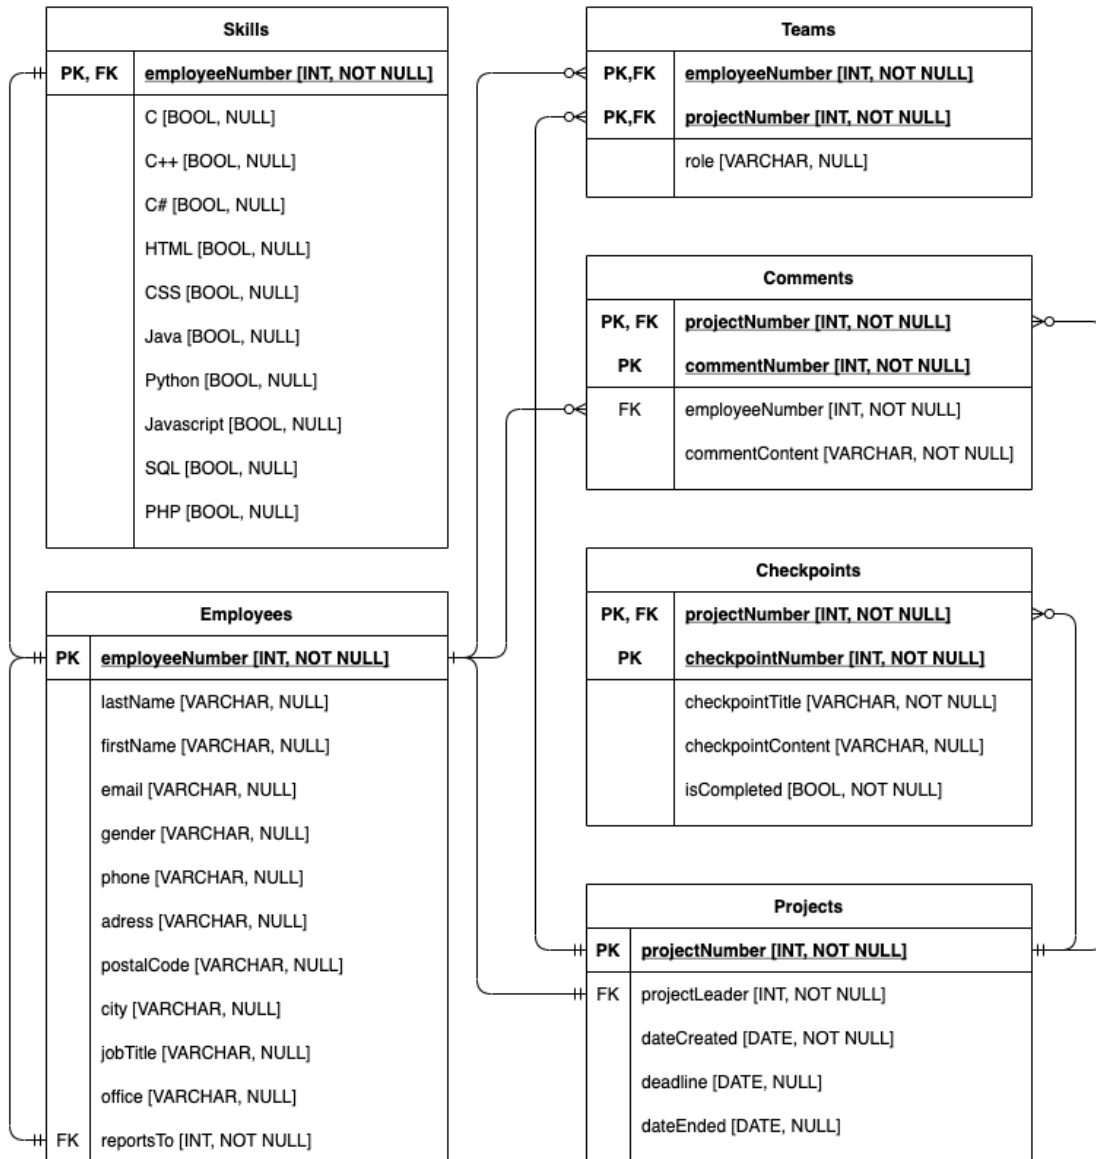 Skills
PK, FK employeeNumber [INT, NOT NULL]
C [BOOL, NULL]
C++ [BOOL, NULL]
C# [BOOL, NULL]
HTML [BOOL, NULL]
CSS [BOOL, NULL]
Java [BOOL, NULL]
Python [BOOL, NULL]
Javascript [BOOL, NULL]
SQL [BOOL, NULL]
PHP [BOOL, NULL]
Employees
PK employeeNumber [INT, NOT NULL]
lastName [VARCHAR, NULL]
firstName [VARCHAR, NULL]
email [VARCHAR, NULL]
gender [VARCHAR, NULL]
phone [VARCHAR, NULL]
adress [VARCHAR, NULL]
postalCode [VARCHAR, NULL]
city [VARCHAR, NULL]
jobTitle [VARCHAR, NULL]
office [VARCHAR, NULL]
FK reportsTo [INT, NOT NULL]
Teams
PK,FK employeeNumber [INT, NOT NULL]
PK,FK projectNumber [INT, NOT NULL]
role [VARCHAR, NULL]
Comments
PK, FK projectNumber [INT, NOT NULL]
PK commentNumber [INT, NOT NULL]
FK employeeNumber [INT, NOT NULL]
commentContent [VARCHAR, NOT NULL]
Checkpoints
PK, FK projectNumber [INT, NOT NULL]
PK checkpointNumber [INT, NOT NULL]
checkpointTitle [VARCHAR, NOT NULL]
checkpointContent [VARCHAR, NULL]
isCompleted [BOOL, NOT NULL]
Projects
PK projectNumber [INT, NOT NULL]
FK projectLeader [INT, NOT NULL]
dateCreated [DATE, NOT NULL]
deadline [DATE, NULL]
dateEnded [DATE, NULL]